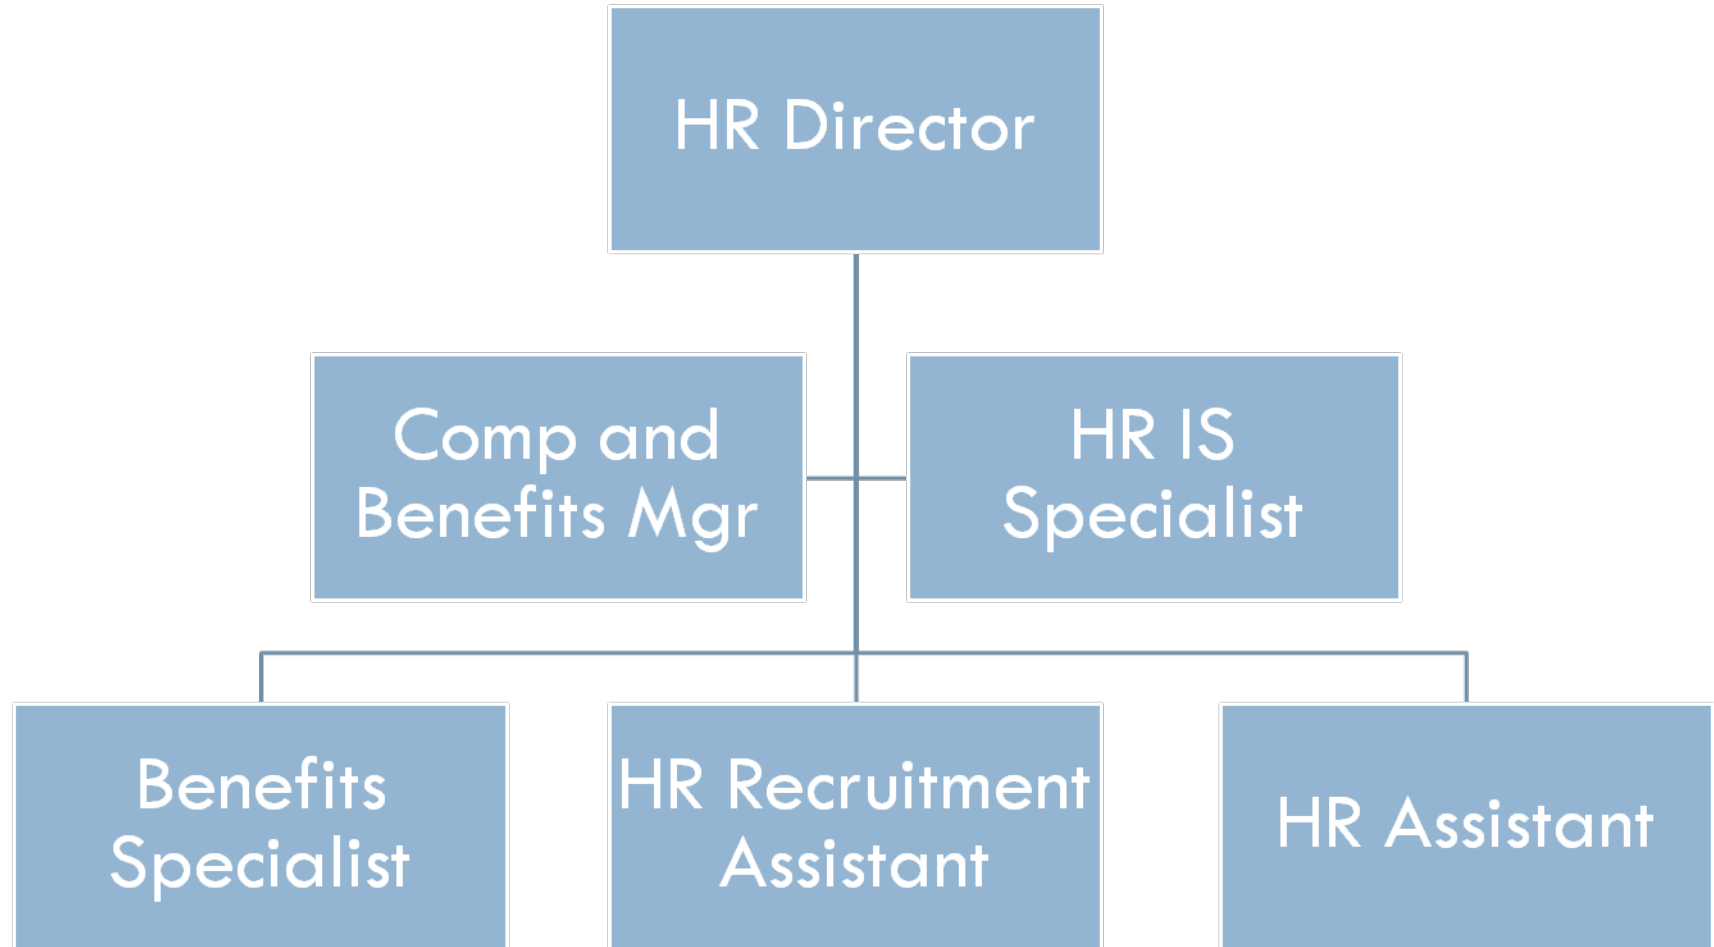 HR Director
Comp and
Benefits Mgr
HR IS
Specialist
Benefits
Specialist
HR Recruitment
Assistant
HR Assistant